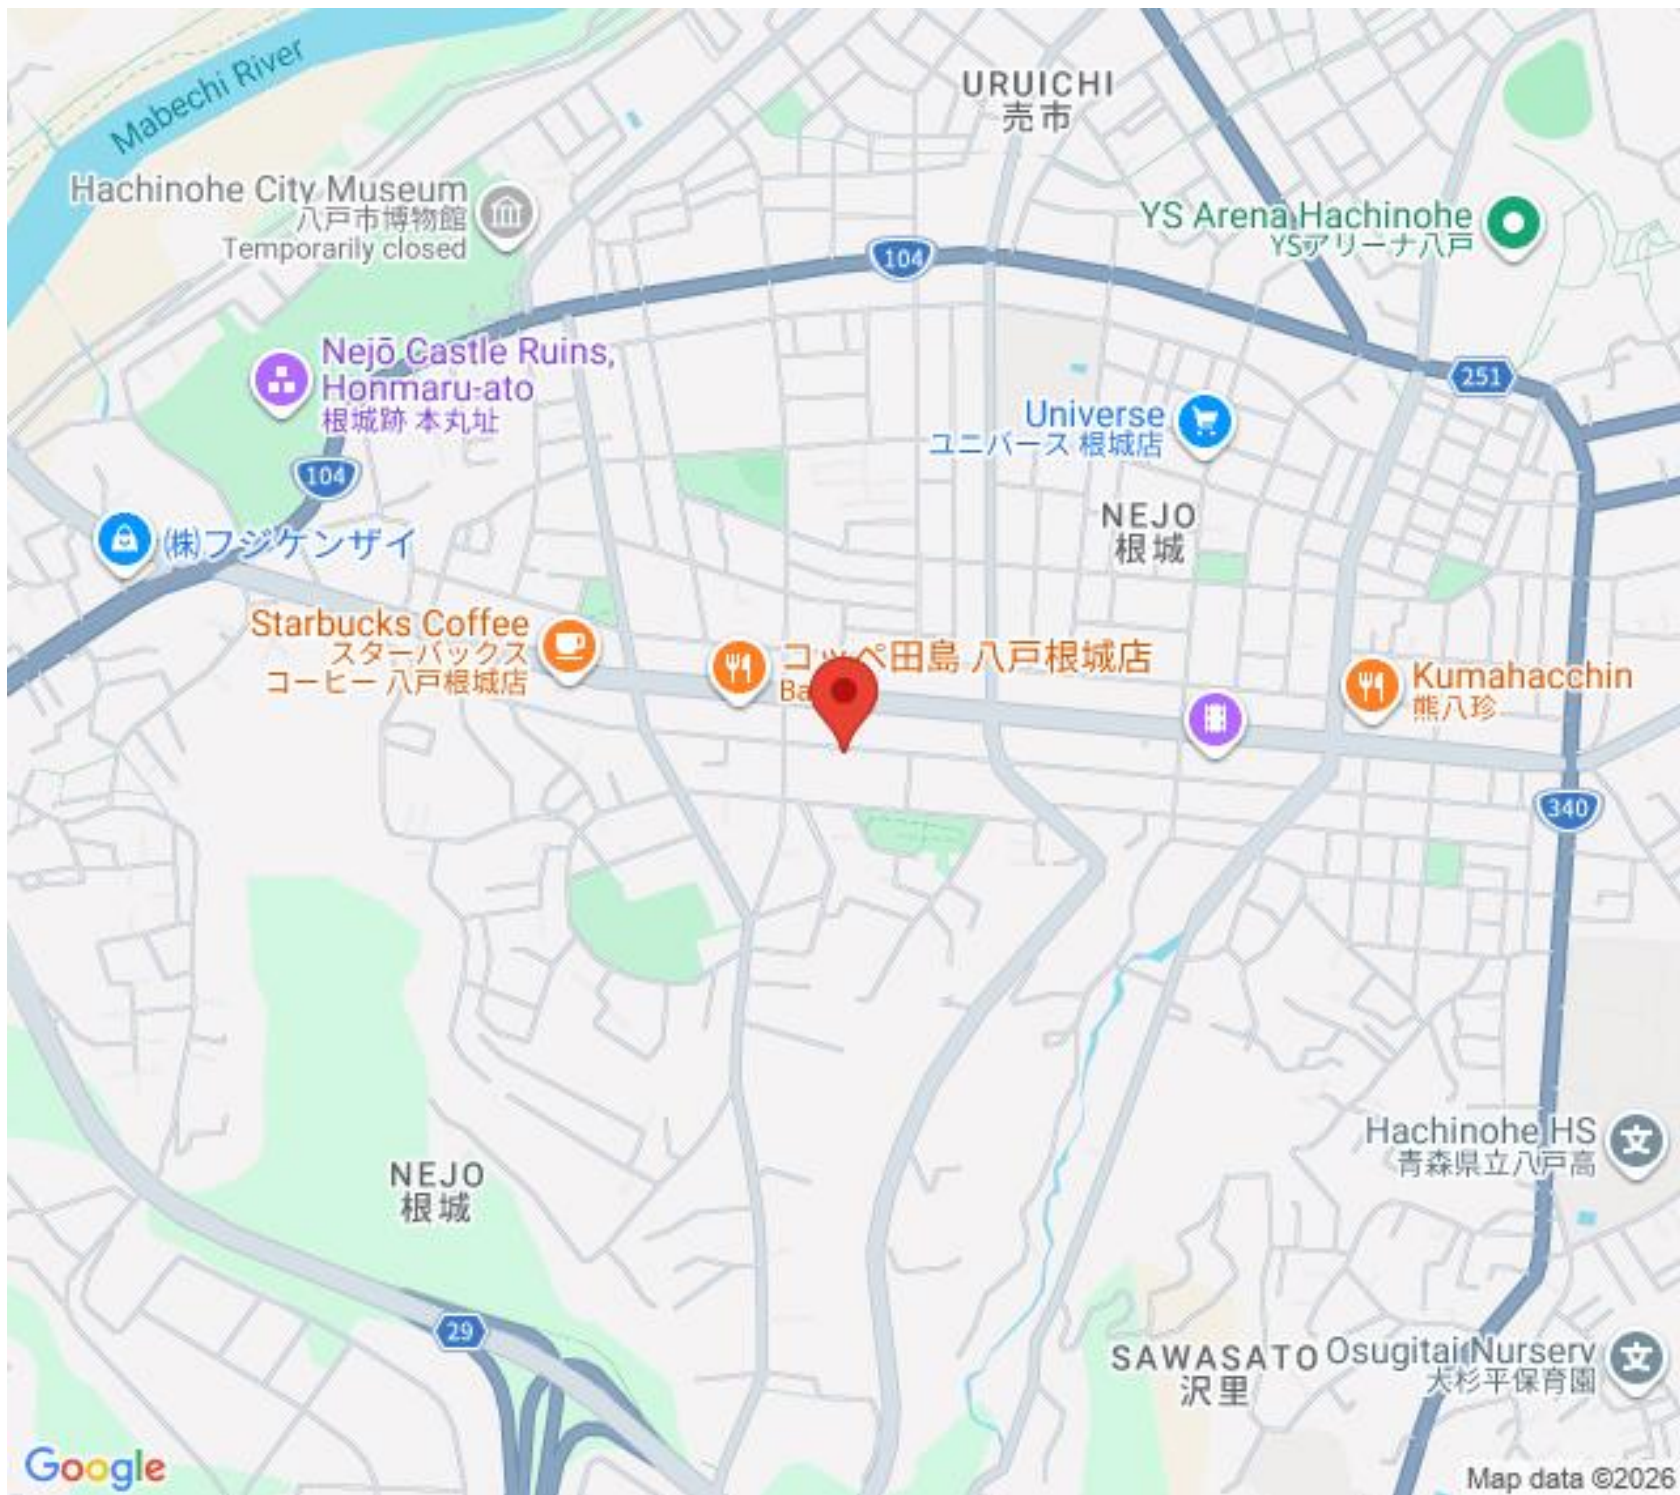 Mabechi River
URUICHI
売市
Hachinohe City Museum
八戸市博物館
Temporarily closed
YS Arena Hachinohe
YSアリーナ八戸
104
Nejō Castle Ruins,
Honmaru-ato
根城跡 本丸址
251
Universe
ユニバース 根城店
104
NEJO
根城
㈱フジケンザイ
Starbucks Coffee
スターバックス
コーヒー 八戸根城店
コッペ田島 八戸根城店
Ba
Kumahacchin
熊八珍
340
Hachinohe HS
青森県立八戸高
NEJO
根城
29
SAWASATO
沢里
Osugitai Nursery
大杉平保育園
Google
Map data ©2026